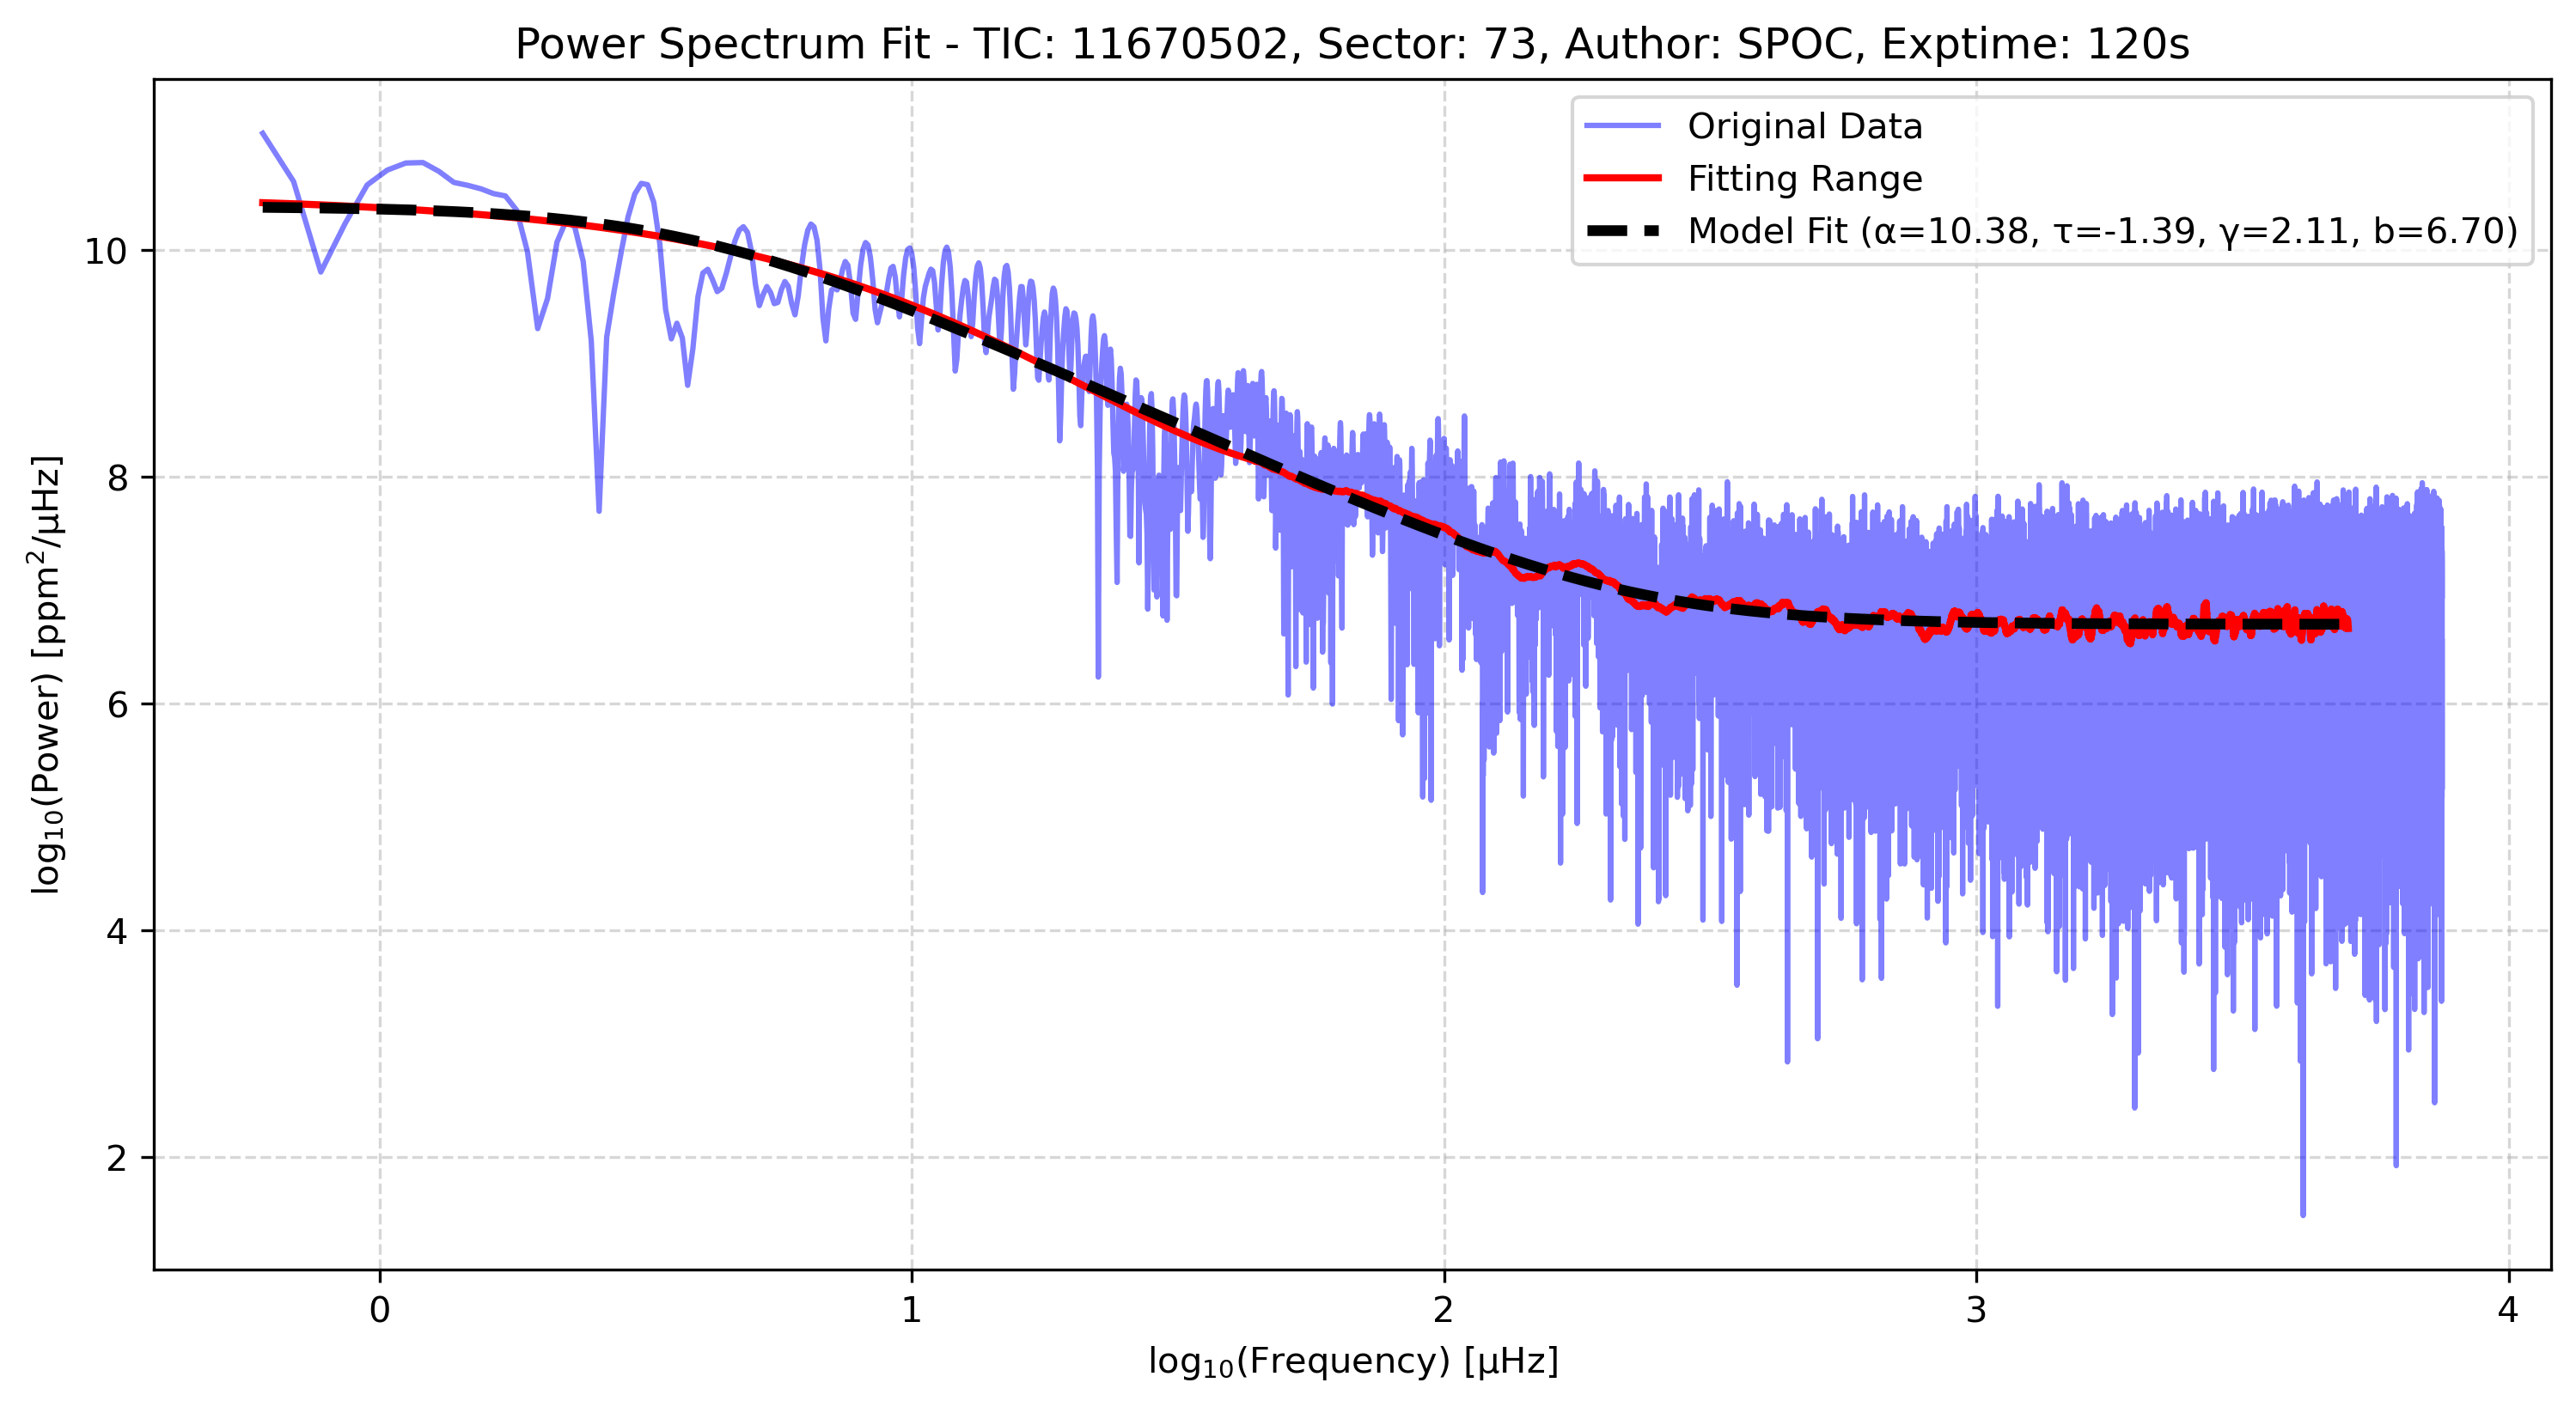 Power Spectrum Fit - TIC: 11670502, Sector: 73, Author: SPOC, Exptime: 120s
Original Data
Fitting Range
Model Fit (α=10.38, τ=-1.39, γ=2.11, b=6.70)
log₁₀(Power) [ppm²/μHz]
10
8
6
4
2
0 1 2 3 4
log₁₀(Frequency) [μHz]